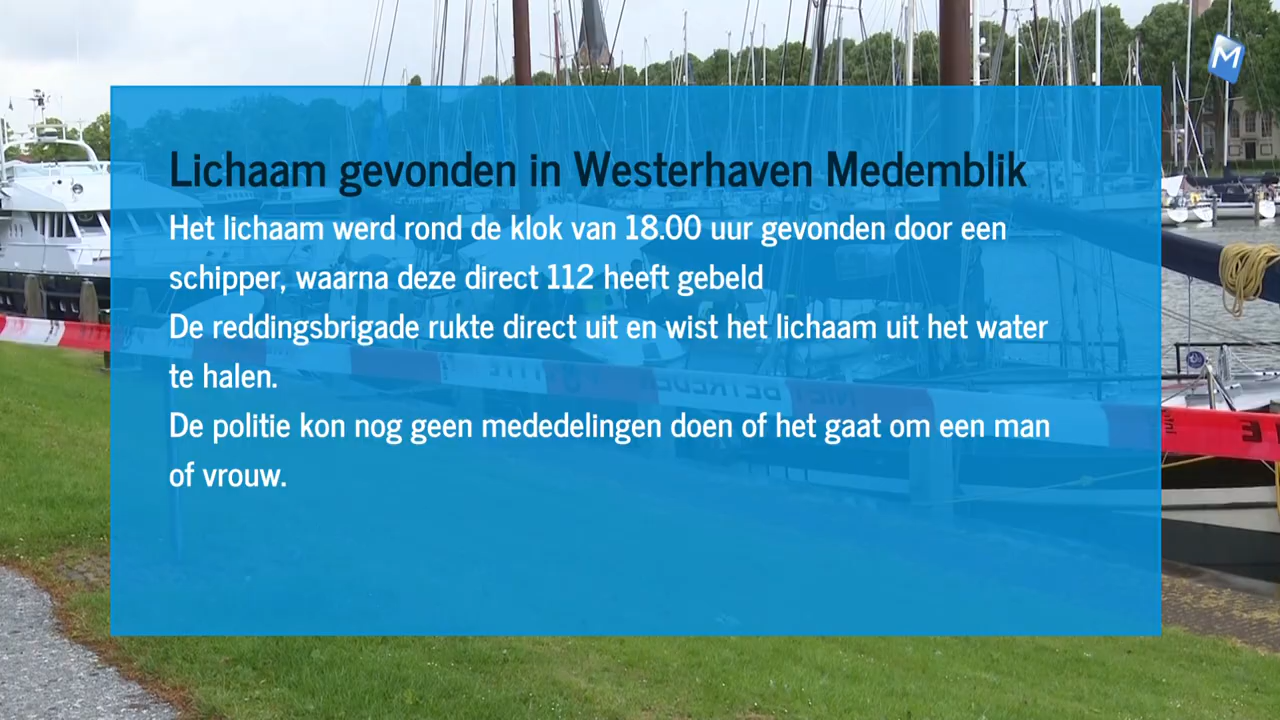 M
Lichaam gevonden in Westerhaven Medemblik
Het lichaam werd rond de klok van 18.00 uur gevonden door een
schipper, waarna deze direct 112 heeft gebeld
De reddingsbrigade rukte direct uit en wist het lichaam uit het water
te halen.
De politie kon nog geen mededelingen doen of het gaat om een man
of vrouw.